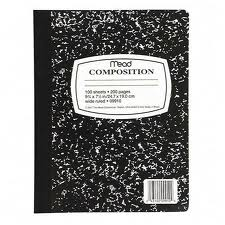 Mead
COMPOSITION
100 sheets • 200 pages
9¾ x 7½ in/24.7 x 19.0 cm
wide ruled • 09910